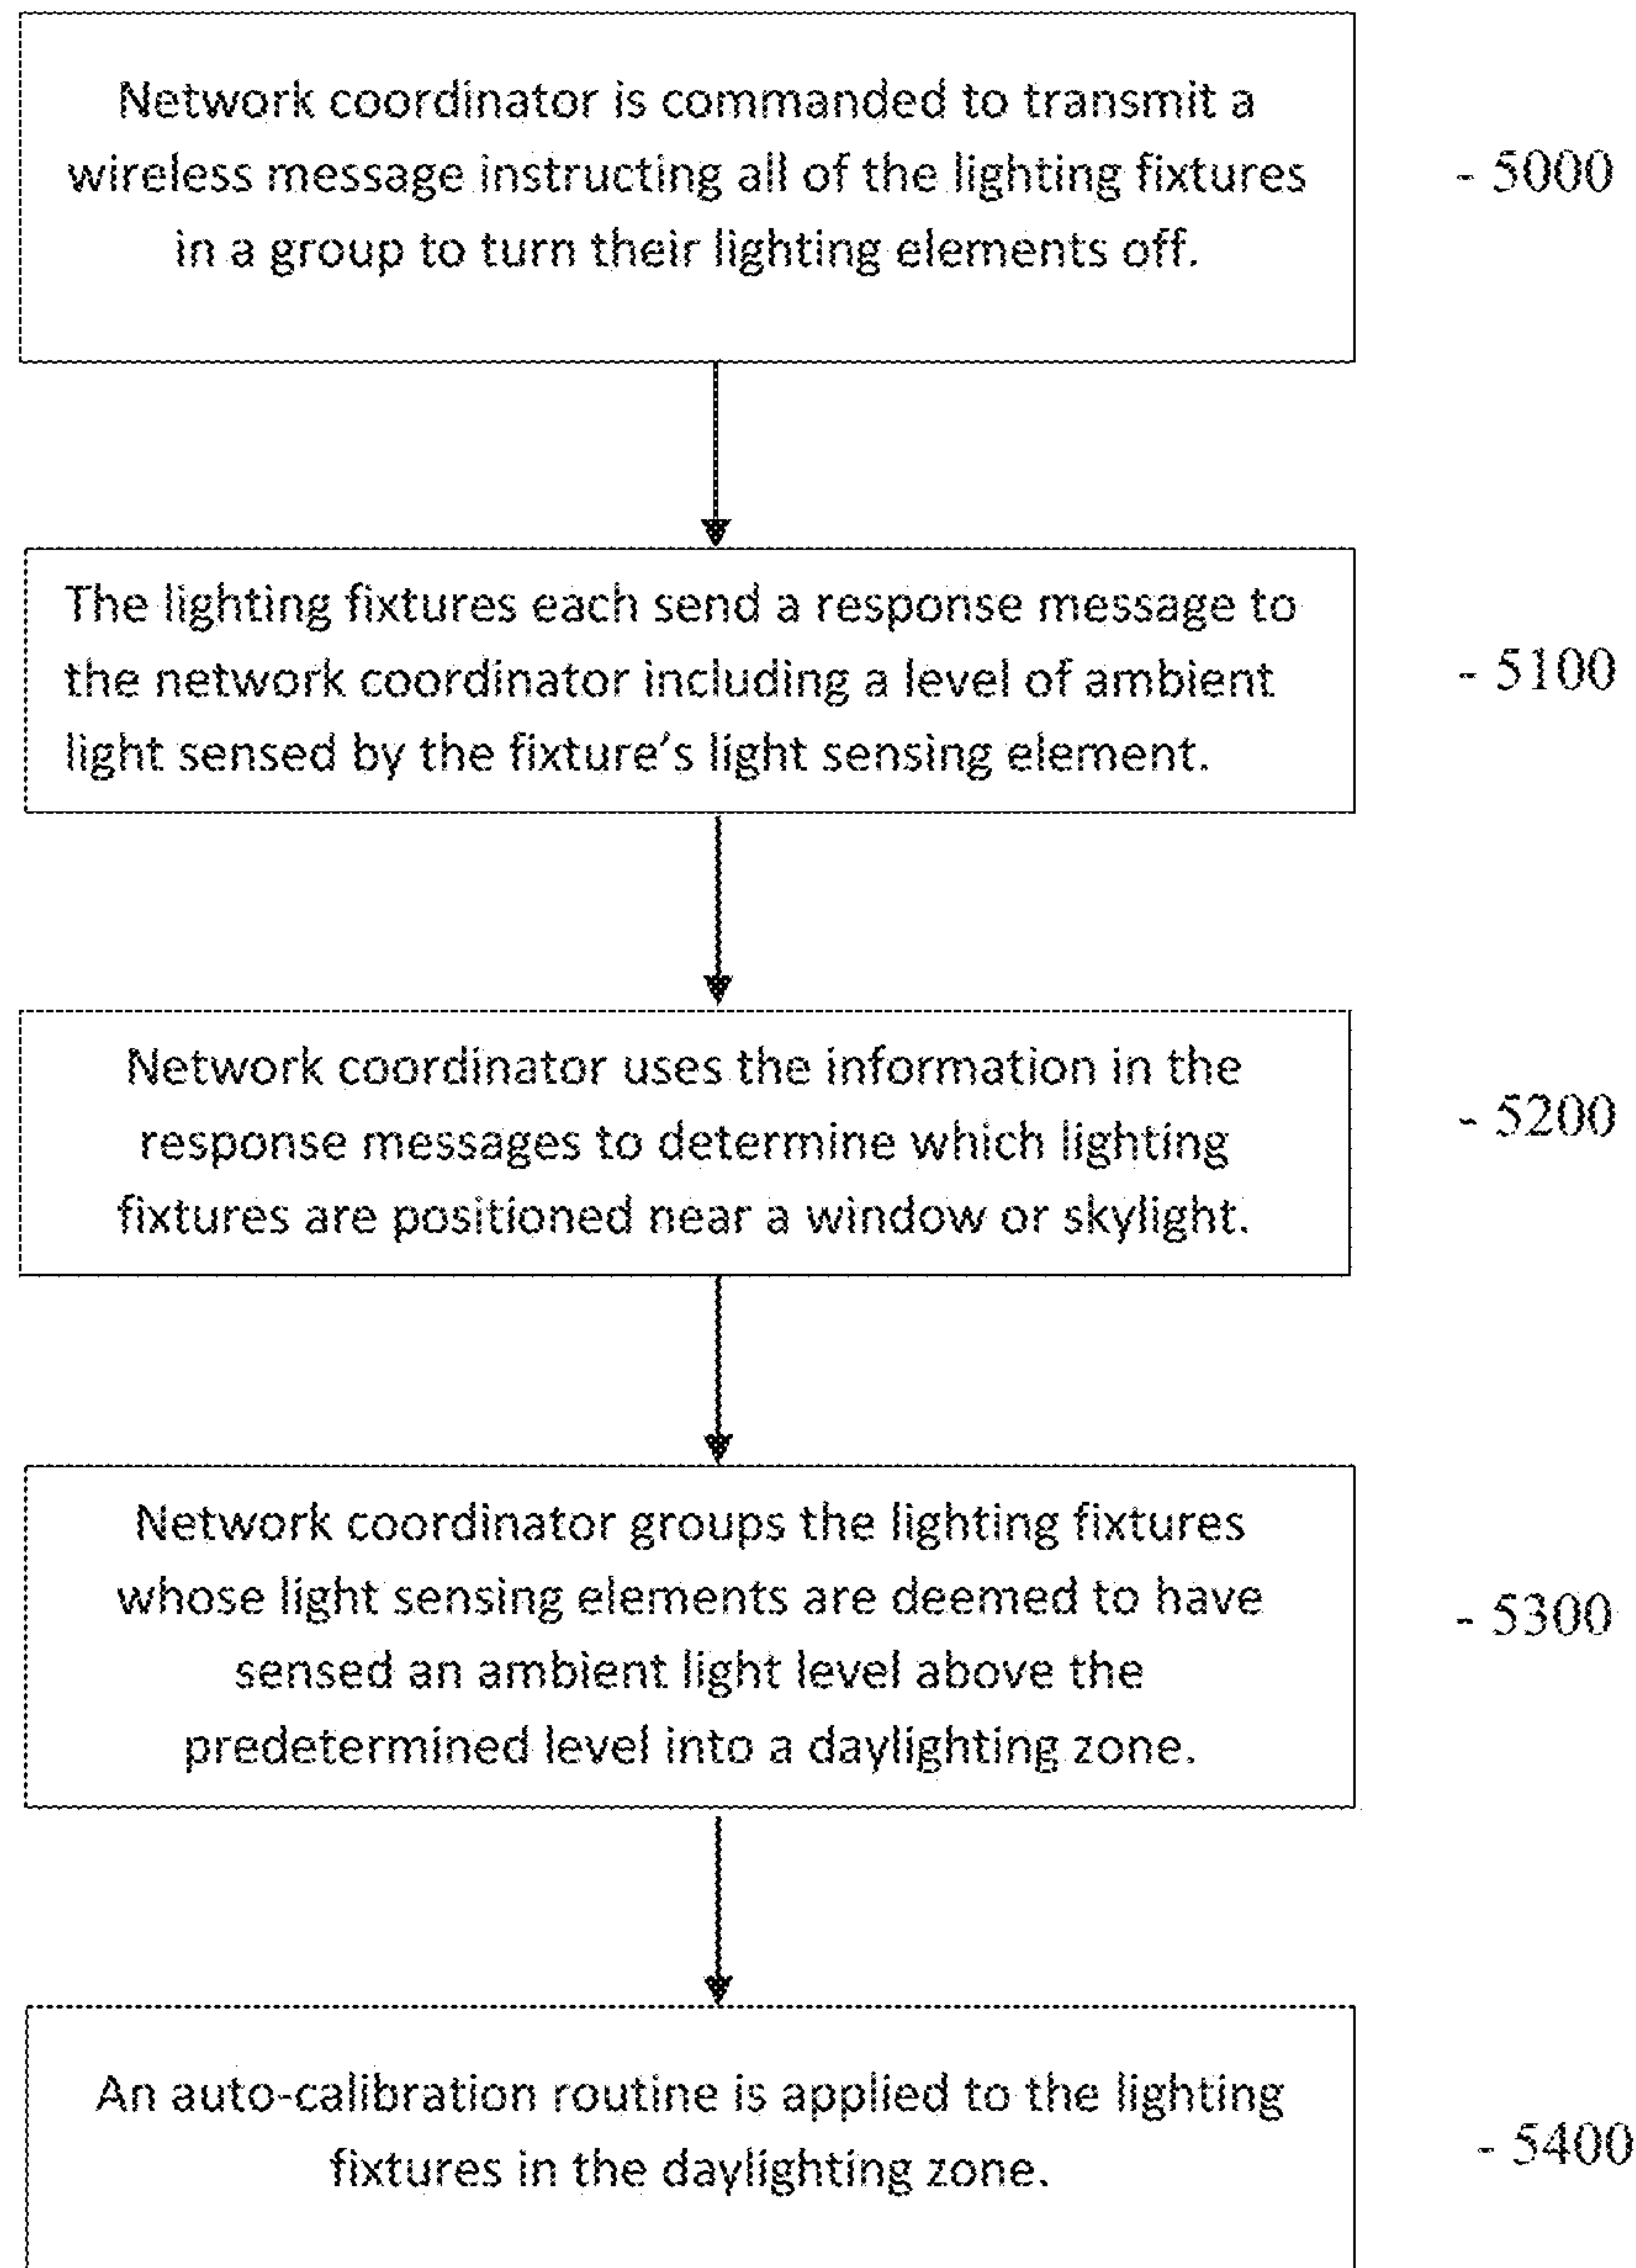 Network coordinator is commanded to transmit a
wireless message instructing all of the lighting fixtures
in a group to turn their lighting elements off.
- 5000
The lighting fixtures each send a response message to
the network coordinator including a level of ambient
light sensed by the fixture's light sensing element.
- 5100
Network coordinator uses the information in the
response messages to determine which lighting
fixtures are positioned near a window or skylight.
- 5200
Network coordinator groups the lighting fixtures
whose light sensing elements are deemed to have
sensed an ambient light level above the
predetermined level into a daylighting zone.
- 5300
An auto-calibration routine is applied to the lighting
fixtures in the daylighting zone.
- 5400